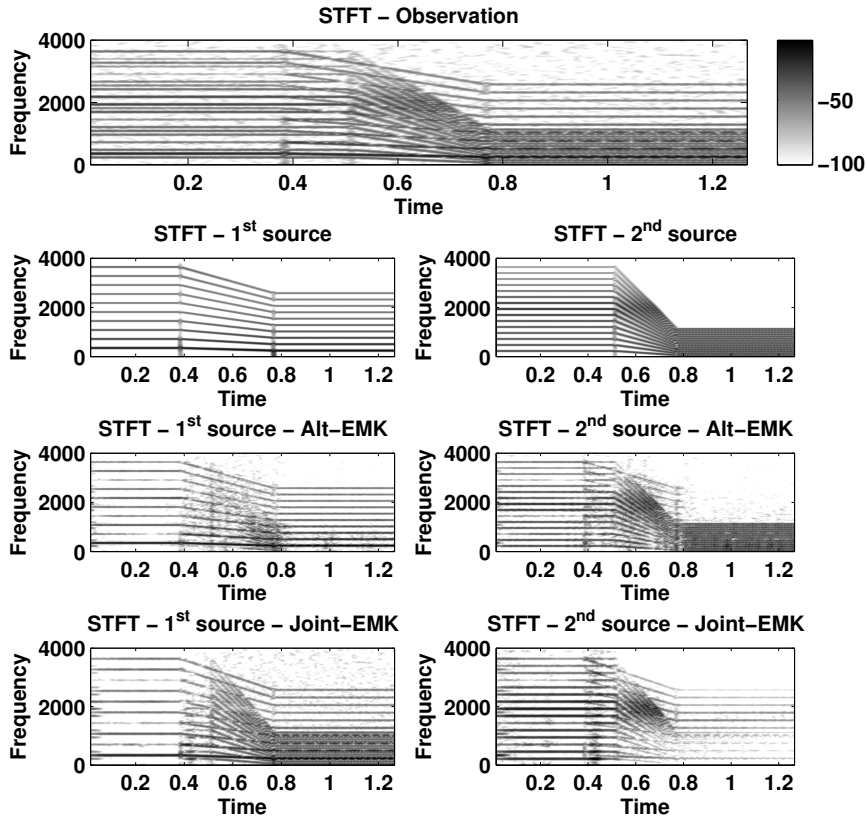 STFT − Observation
Frequency
4000
2000
0
0.2 0.4 0.6 0.8 1 1.2
Time
−50
−100
STFT − 1st source
Frequency
4000
2000
0
0.2 0.4 0.6 0.8 1 1.2
Time
STFT − 2nd source
Frequency
4000
2000
0
0.2 0.4 0.6 0.8 1 1.2
Time
STFT − 1st source − Alt−EMK
Frequency
4000
2000
0
0.2 0.4 0.6 0.8 1 1.2
Time
STFT − 2nd source − Alt−EMK
Frequency
4000
2000
0
0.2 0.4 0.6 0.8 1 1.2
Time
STFT − 1st source − Joint−EMK
Frequency
4000
2000
0
0.2 0.4 0.6 0.8 1 1.2
Time
STFT − 2nd source − Joint−EMK
Frequency
4000
2000
0
0.2 0.4 0.6 0.8 1 1.2
Time